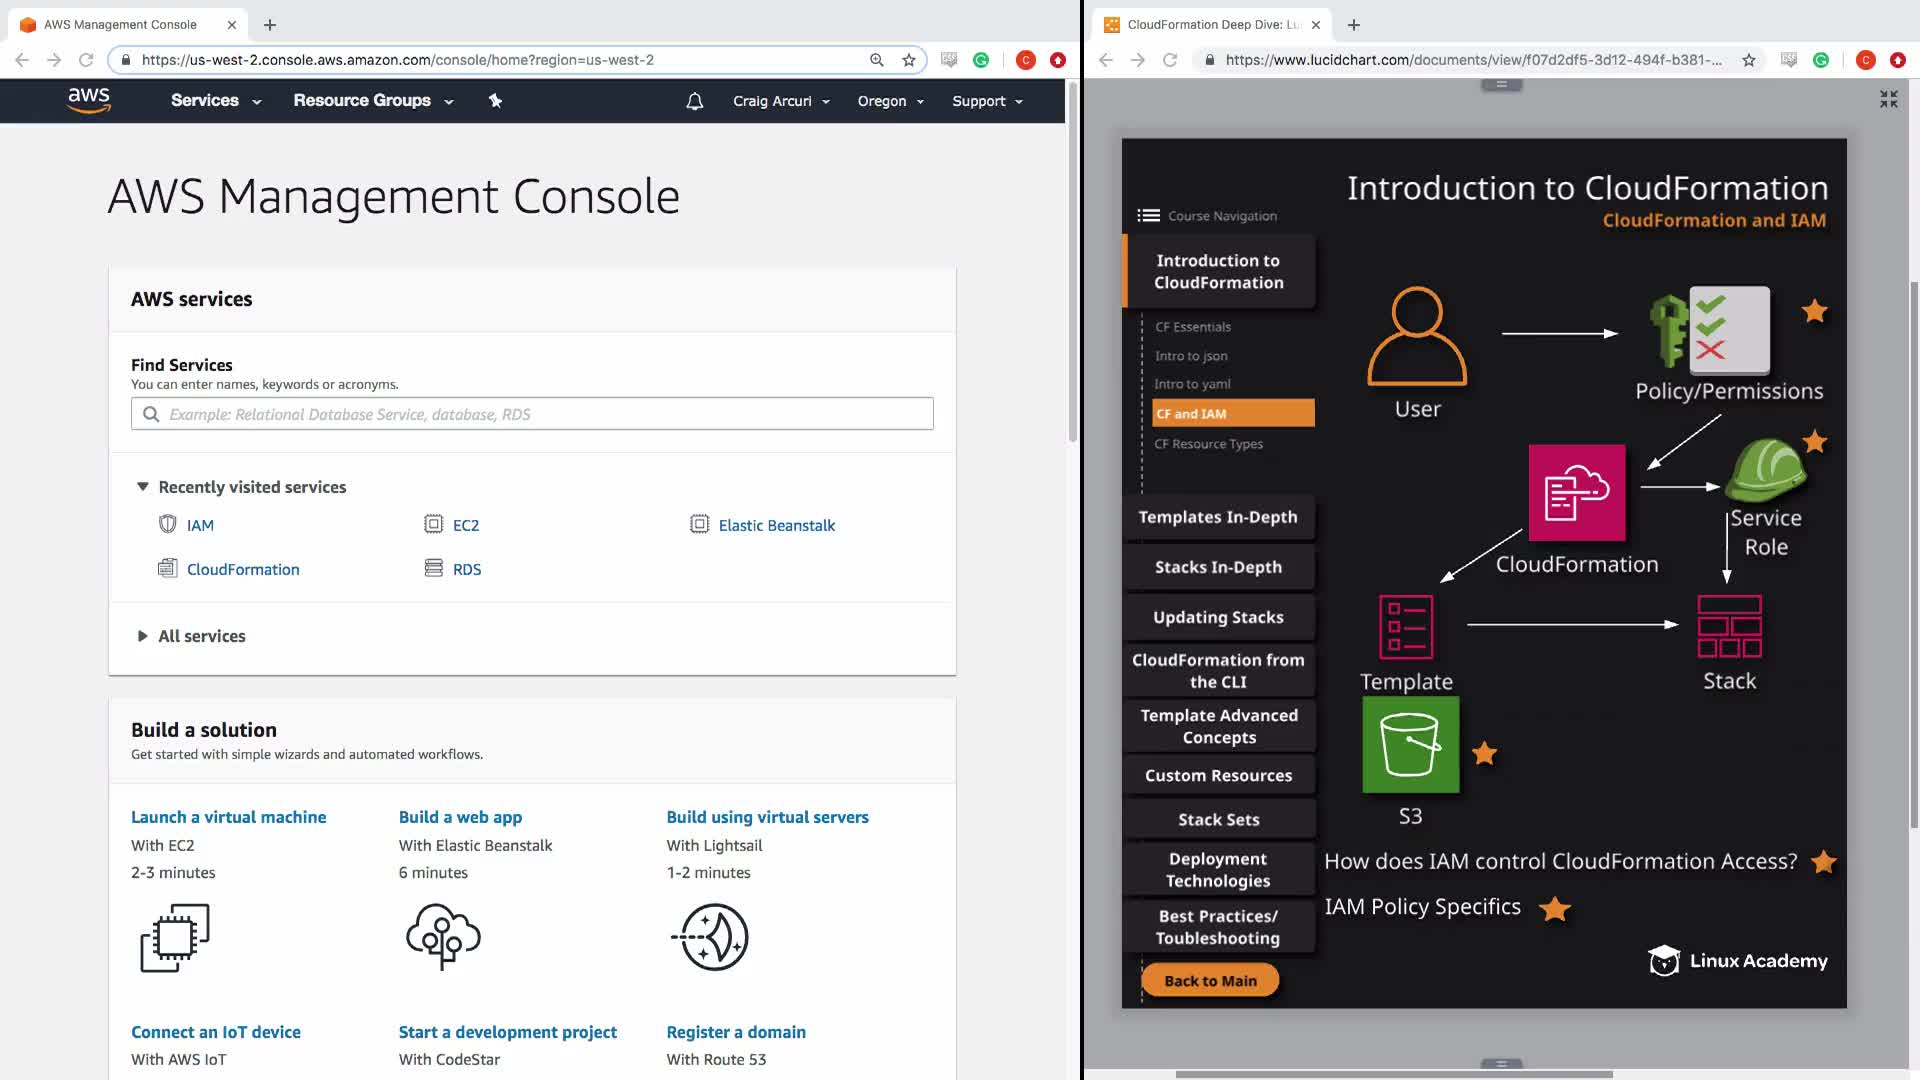 AWS Management Console
https://us-west-2.console.aws.amazon.com/console/home?region=us-west-2
aws
Services
Resource Groups
Craig Arcuri
Oregon
Support
AWS Management Console
AWS services
Find Services
You can enter names, keywords or acronyms.
Example: Relational Database Service, database, RDS
Recently visited services
IAM
EC2
Elastic Beanstalk
CloudFormation
RDS
All services
Build a solution
Get started with simple wizards and automated workflows.
Launch a virtual machine
With EC2
2-3 minutes
Build a web app
With Elastic Beanstalk
6 minutes
Build using virtual servers
With Lightsail
1-2 minutes
Connect an IoT device
With AWS IoT
Start a development project
With CodeStar
Register a domain
With Route 53
CloudFormation Deep Dive: Lu
https://www.lucidchart.com/documents/view/f07d2df5-3d12-494f-b381-...
Introduction to CloudFormation
CloudFormation and IAM
Course Navigation
Introduction to
CloudFormation
CF Essentials
Intro to json
Intro to yaml
CF and IAM
CF Resource Types
Templates In-Depth
Stacks In-Depth
Updating Stacks
CloudFormation from
the CLI
Template Advanced
Concepts
Custom Resources
Stack Sets
Deployment
Technologies
Best Practices/
Toubleshooting
Back to Main
User
Policy/Permissions
CloudFormation
Service
Role
Template
Stack
S3
How does IAM control CloudFormation Access?
IAM Policy Specifics
Linux Academy